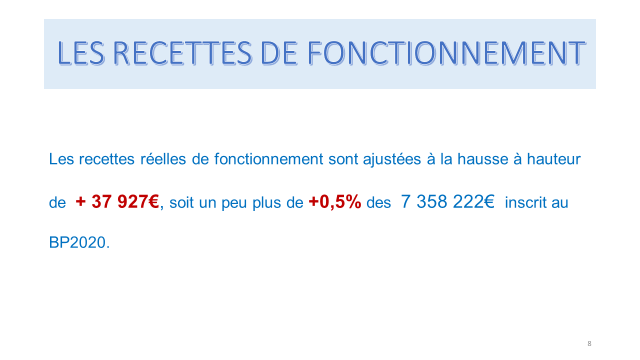 LES RECETTES DE FONCTIONNEMENT
Les recettes réelles de fonctionnement sont ajustées à la hausse à hauteur
de + 37 927€, soit un peu plus de +0,5% des 7 358 222€ inscrit au
BP2020.
8